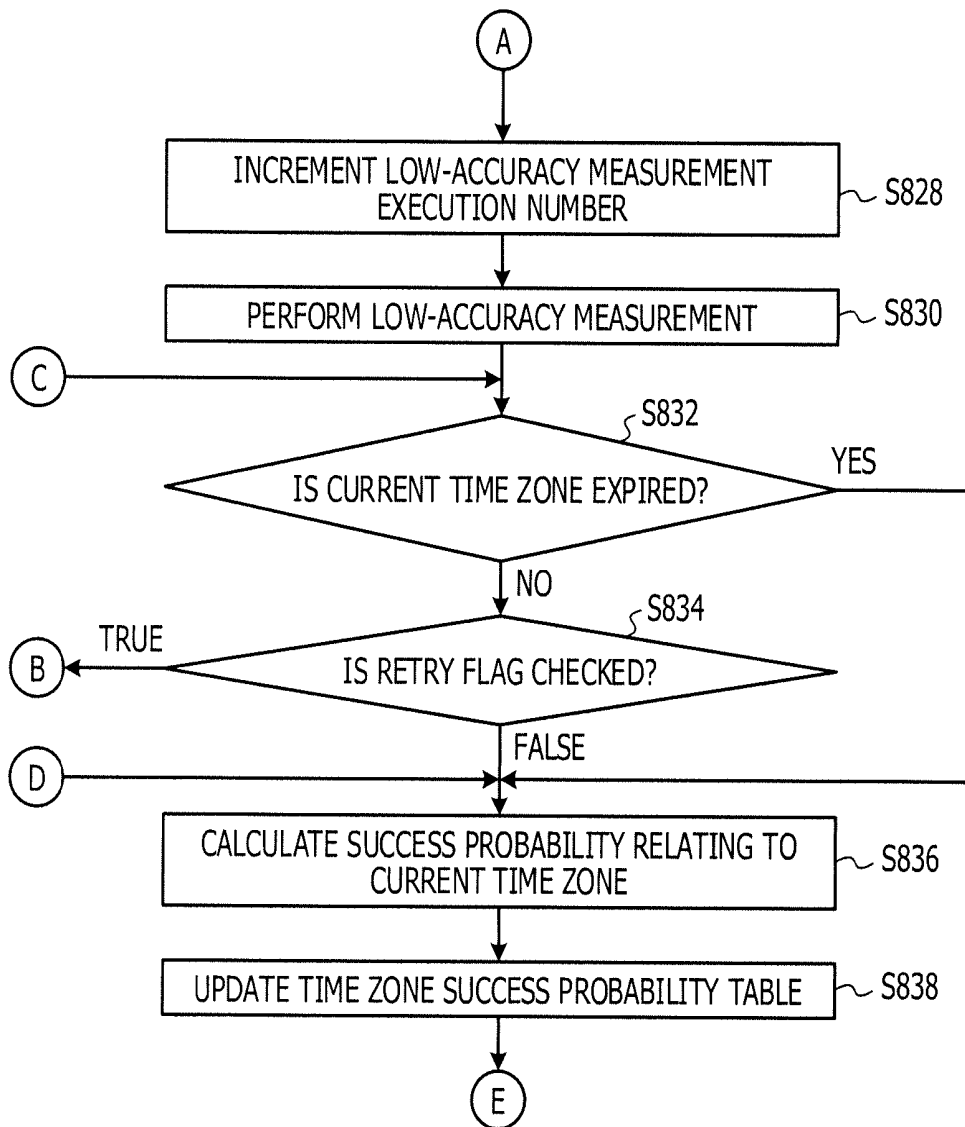 A
INCREMENT LOW-ACCURACY MEASUREMENT
EXECUTION NUMBER
S828
PERFORM LOW-ACCURACY MEASUREMENT
S830
C
S832
IS CURRENT TIME ZONE EXPIRED?
YES
NO
S834
TRUE
B
IS RETRY FLAG CHECKED?
FALSE
D
CALCULATE SUCCESS PROBABILITY RELATING TO
CURRENT TIME ZONE
S836
UPDATE TIME ZONE SUCCESS PROBABILITY TABLE
S838
E